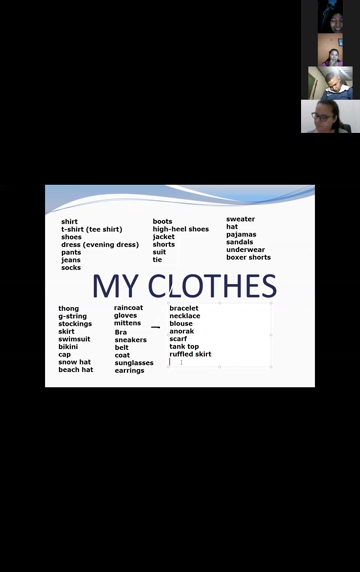 shirt
t-shirt (tee shirt)
shoes
dress (evening dress)
pants
jeans
socks
boots
high-heel shoes
jacket
shorts
suit
tie
sweater
hat
pajamas
sandals
underwear
boxer shorts
MY CLOTHES
thong
g-string
stockings
skirt
swimsuit
bikini
cap
snow hat
beach hat
raincoat
gloves
mittens
Bra
sneakers
belt
coat
sunglasses
earrings
bracelet
necklace
blouse
anorak
scarf
tank top
ruffled skirt